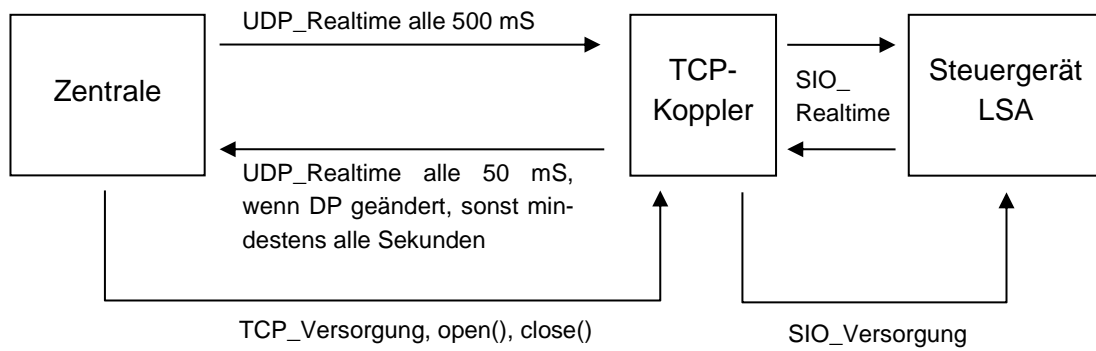 UDP_Realtime alle 500 mS
Zentrale
TCP-
Koppler
SIO_
Realtime
Steuergerät
LSA
UDP_Realtime alle 50 mS,
wenn DP geändert, sonst min-
destens alle Sekunden
TCP_Versorgung, open(), close()
SIO_Versorgung